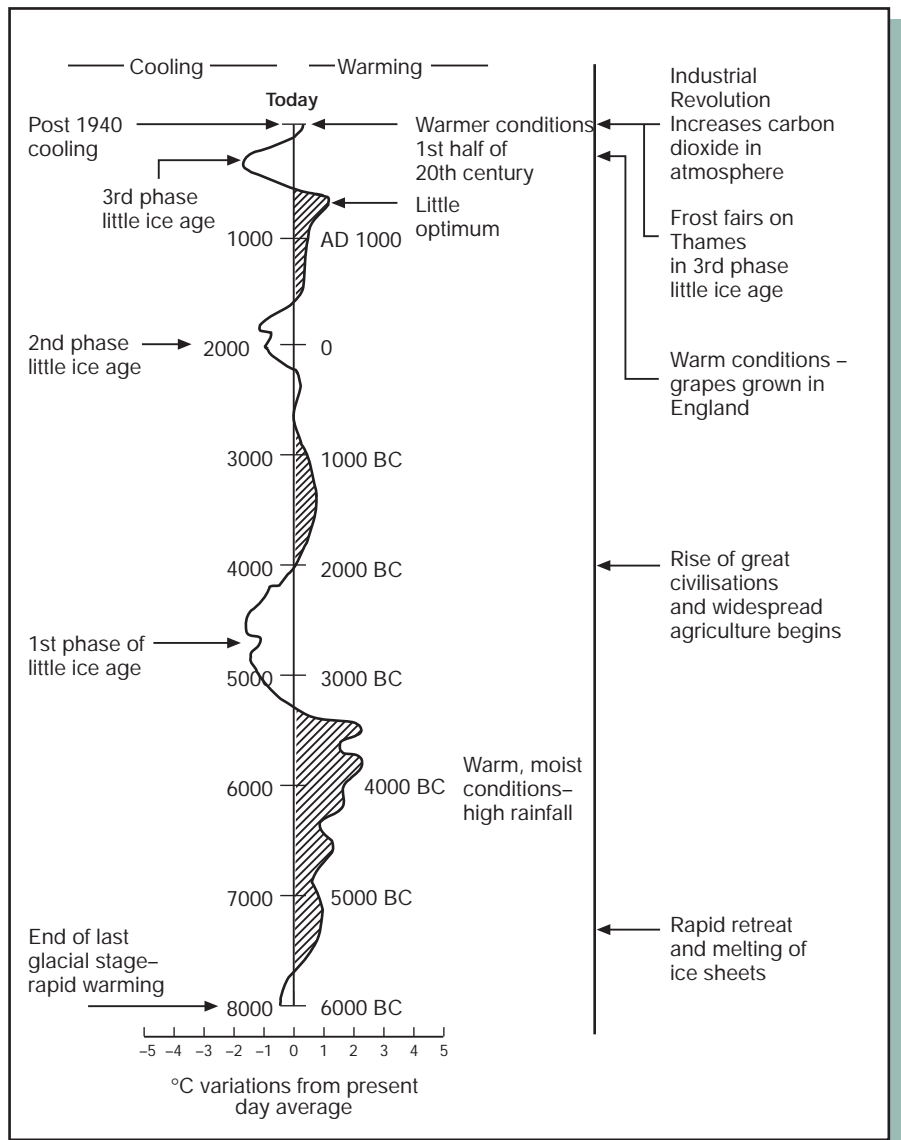 Cooling
Warming
Today
Post 1940
cooling
Warmer conditions
1st half of
20th century
3rd phase
little ice age
Little
optimum
1000
AD 1000
2nd phase
little ice age
2000
0
3000
1000 BC
4000
2000 BC
1st phase of
little ice age
5000
3000 BC
6000
4000 BC
Warm, moist
conditions–
high rainfall
7000
5000 BC
End of last
glacial stage–
rapid warming
8000
6000 BC
–5 –4 –3 –2 –1 0 1 2 3 4 5
°C variations from present
day average
Industrial
Revolution
Increases carbon
dioxide in
atmosphere
Frost fairs on
Thames
in 3rd phase
little ice age
Warm conditions –
grapes grown in
England
Rise of great
civilisations
and widespread
agriculture begins
Rapid retreat
and melting of
ice sheets